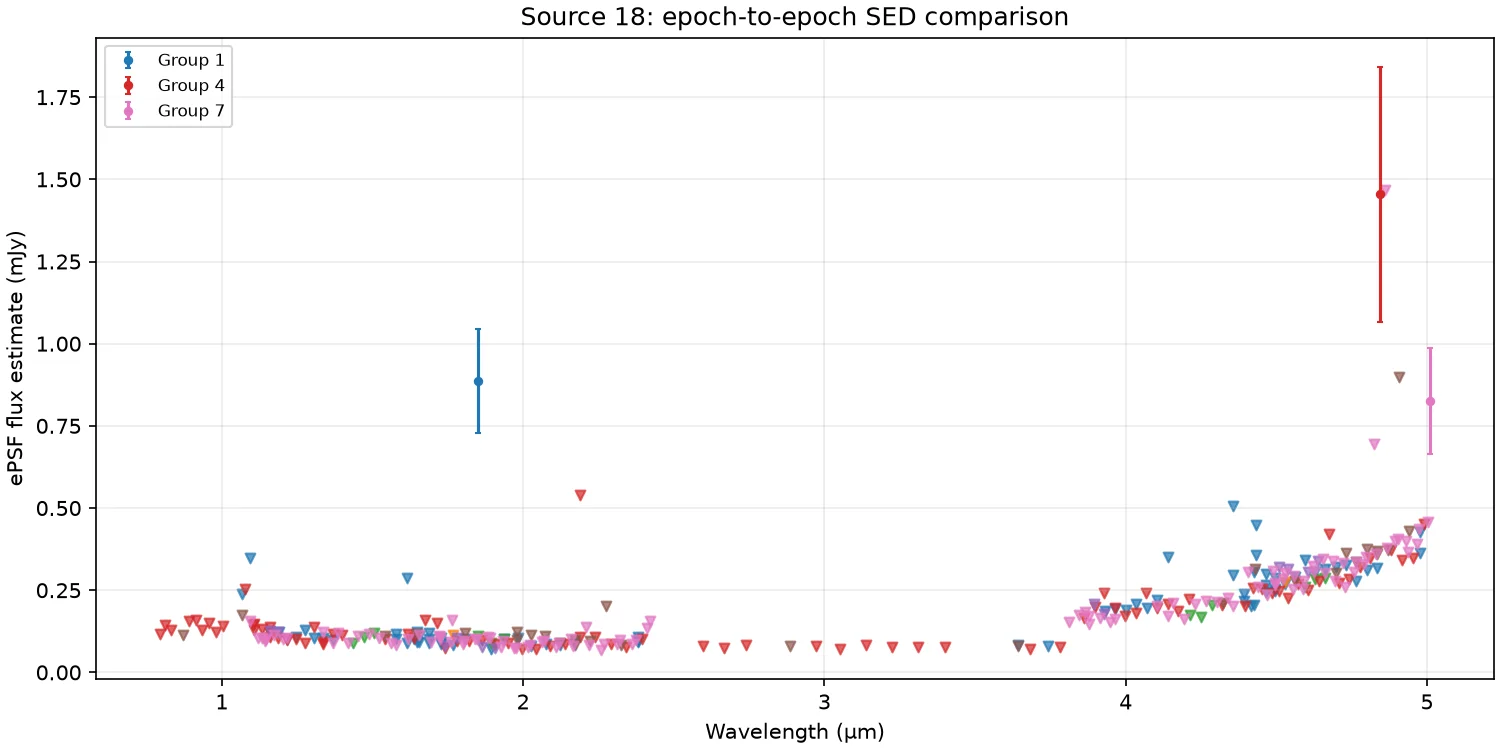 Source 18: epoch-to-epoch SED comparison
Group 1
Group 4
Group 7
ePSF flux estimate (mJy)
1.75
1.50
1.25
1.00
0.75
0.50
0.25
0.00
1 2 3 4 5
Wavelength (μm)